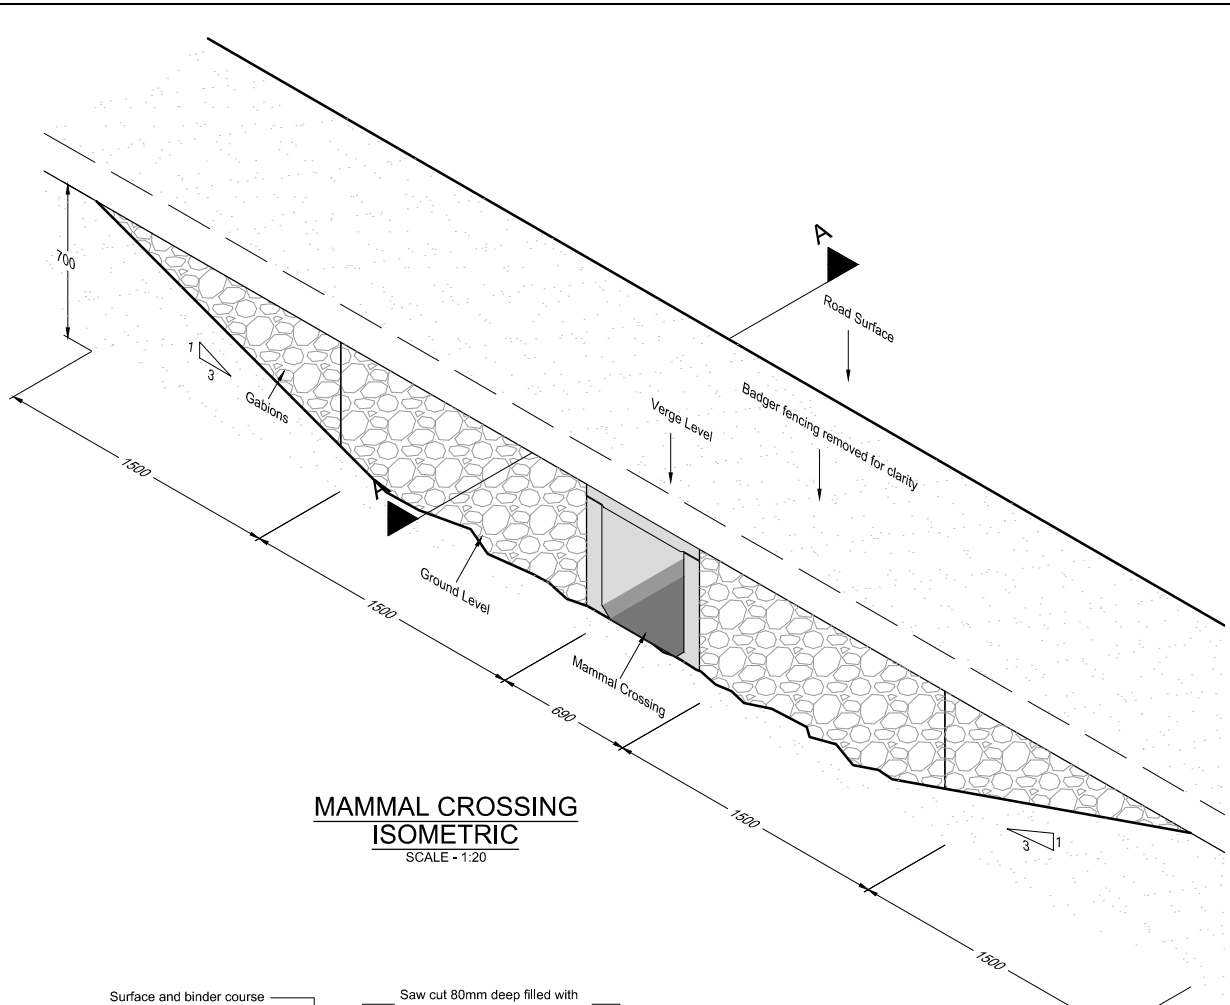 A
Road Surface
700
Badger fencing removed for clarity
Verge Level
1
3
Gabions
1500
A
Ground Level
1500
Mammal Crossing
690
MAMMAL CROSSING
ISOMETRIC
SCALE - 1:20
1500
3
1
1500
Surface and binder course
Saw cut 80mm deep filled with